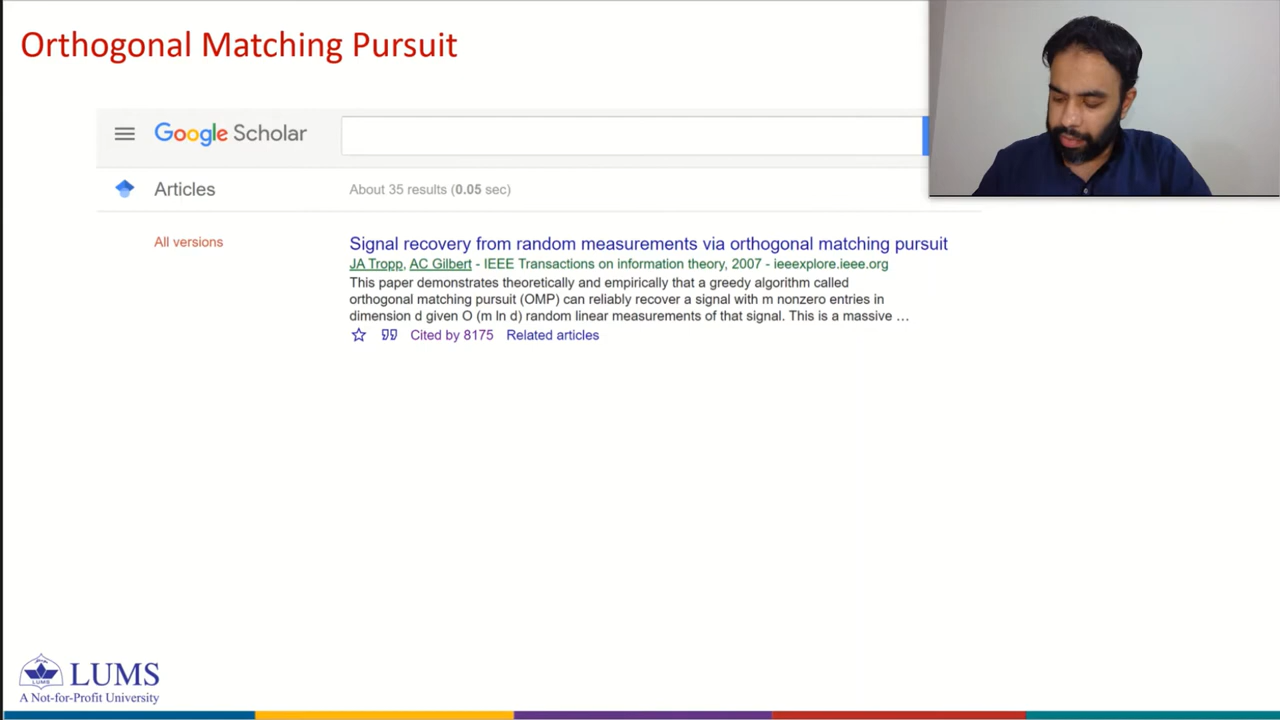 Orthogonal Matching Pursuit
Google Scholar
Articles
About 35 results (0.05 sec)
All versions
Signal recovery from random measurements via orthogonal matching pursuit
JA Tropp, AC Gilbert - IEEE Transactions on information theory, 2007 - ieeexplore.ieee.org
This paper demonstrates theoretically and empirically that a greedy algorithm called
orthogonal matching pursuit (OMP) can reliably recover a signal with m nonzero entries in
dimension d given O (m ln d) random linear measurements of that signal. This is a massive …
Cited by 8175 Related articles
LUMS
LUMS
A Not-for-Profit University